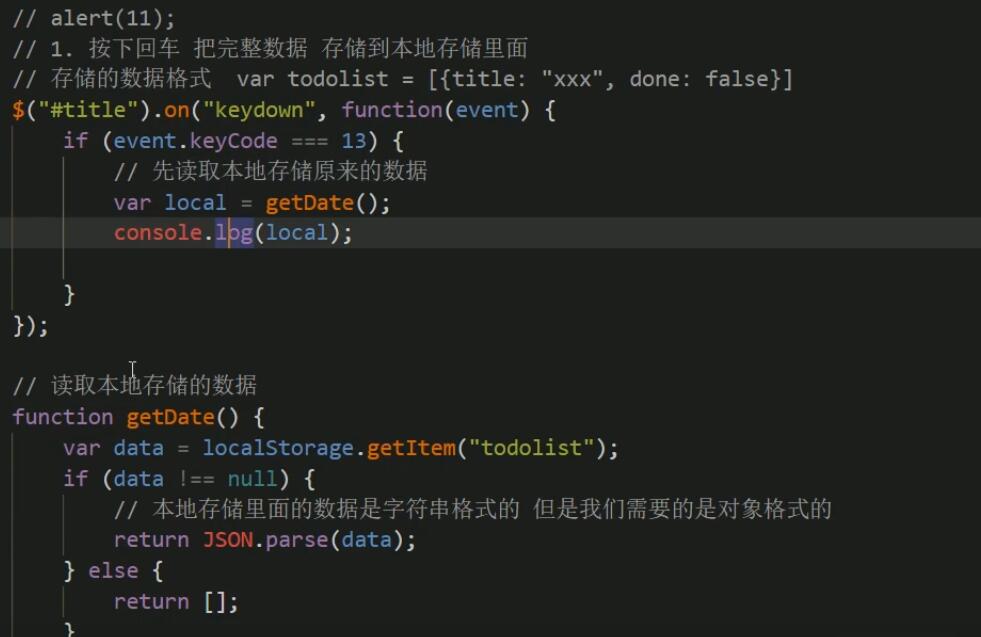 // alert(11);
// 1. 按下回车 把完整数据 存储到本地存储里面
// 存储的数据格式  var todolist = [{title: "xxx", done: false}]
$("#title").on("keydown", function(event) {
    if (event.keyCode === 13) {
        // 先读取本地存储原来的数据
        var local = getDate();
        console.log(local);
    }
});
// 读取本地存储的数据
function getDate() {
    var data = localStorage.getItem("todolist");
    if (data !== null) {
        // 本地存储里面的数据是字符串格式的 但是我们需要的是对象格式的
        return JSON.parse(data);
    } else {
        return [];
    }